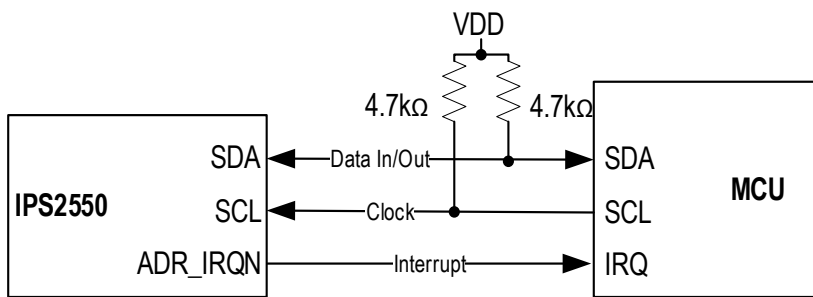 VDD
4.7kΩ
4.7kΩ
SDA
Data In/Out
SDA
IPS2550
MCU
SCL
Clock
SCL
ADR_IRQN
Interrupt
IRQ